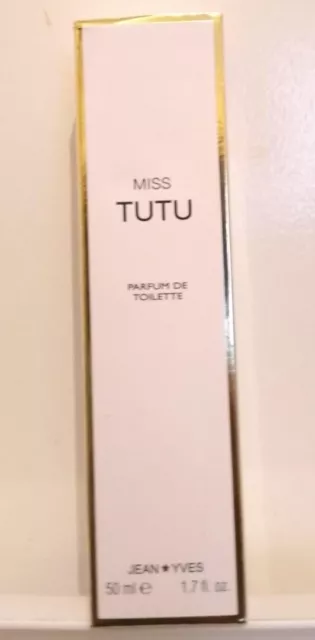 MISS
TUTU
PARFUM DE
TOILETTE
JEAN★YVES
50 ml ℮ 1.7 fl. oz.